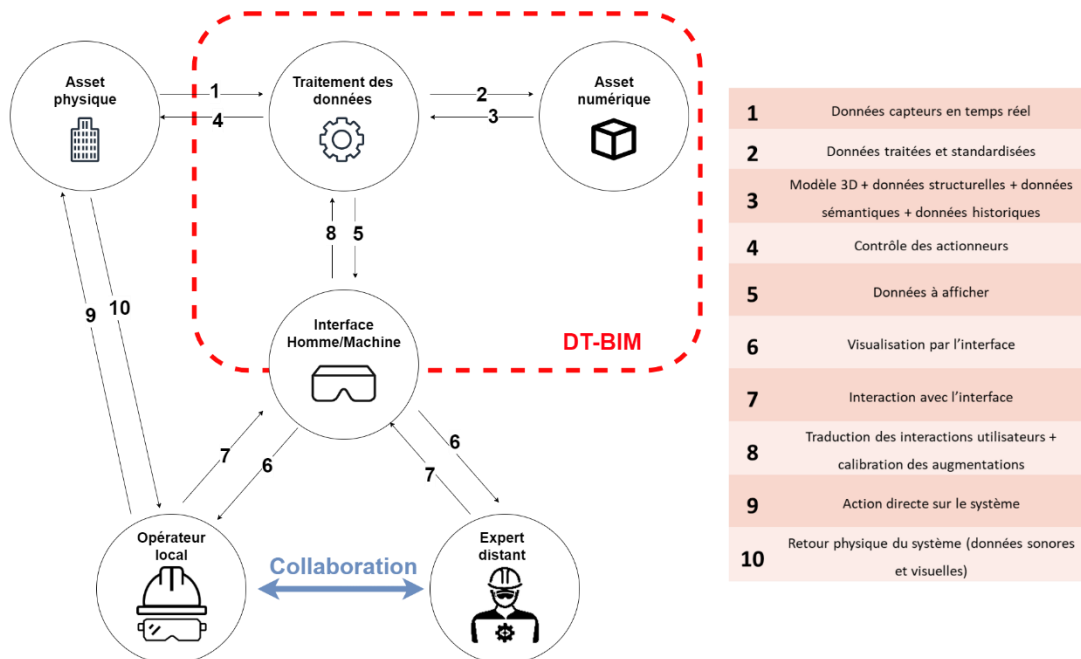 Asset
physique
Traitement des
données
Asset
numérique
1
4
2
3
8
5
9
10
Interface
Homme/Machine
DT-BIM
7
6
6
7
Opérateur
local
Collaboration
Expert
distant
1 Données capteurs en temps réel
2 Données traitées et standardisées
3 Modèle 3D + données structurelles + données
sémantiques + données historiques
4 Contrôle des actionneurs
5 Données à afficher
6 Visualisation par l'interface
7 Interaction avec l'interface
8 Traduction des interactions utilisateurs +
calibration des augmentations
9 Action directe sur le système
10 Retour physique du système (données sonores
et visuelles)